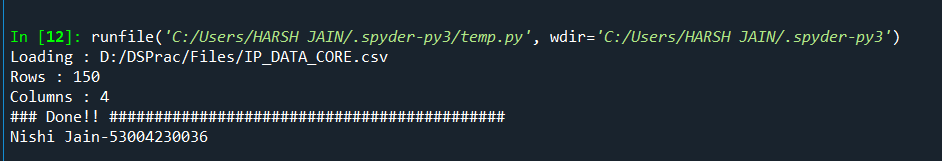 In [12]: runfile('C:/Users/HARSH JAIN/.spyder-py3/temp.py', wdir='C:/Users/HARSH JAIN/.spyder-py3')
Loading : D:/DSPrac/Files/IP_DATA_CORE.csv
Rows : 150
Columns : 4
### Done!! ############################################
Nishi Jain-53004230036